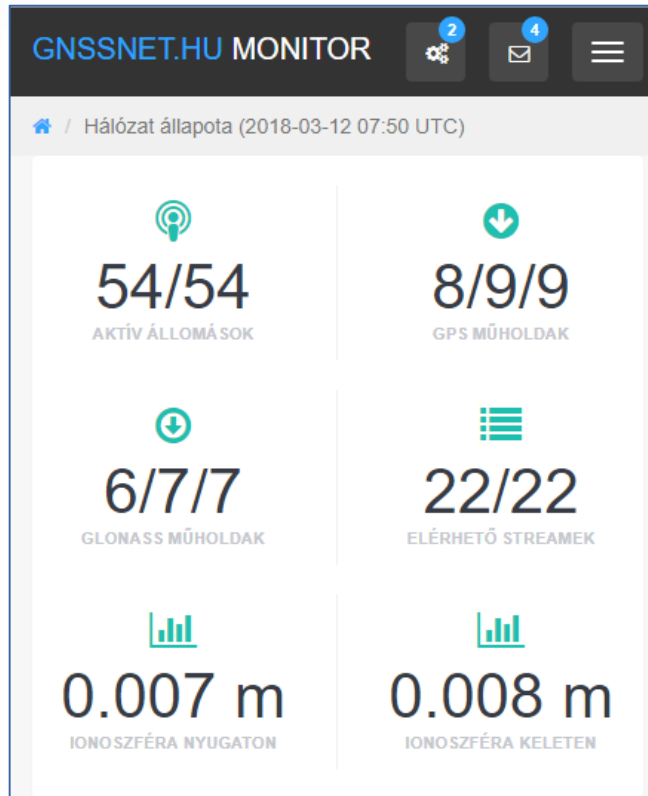 GNSSNET.HU MONITOR
2
4
/ Hálózat állapota (2018-03-12 07:50 UTC)
54/54
AKTÍV ÁLLOMÁSOK
8/9/9
GPS MŰHOLDAK
6/7/7
GLONASS MŰHOLDAK
22/22
ELÉRHETŐ STREAMEK
0.007 m
IONOSZFÉRA NYUGATON
0.008 m
IONOSZFÉRA KELETEN